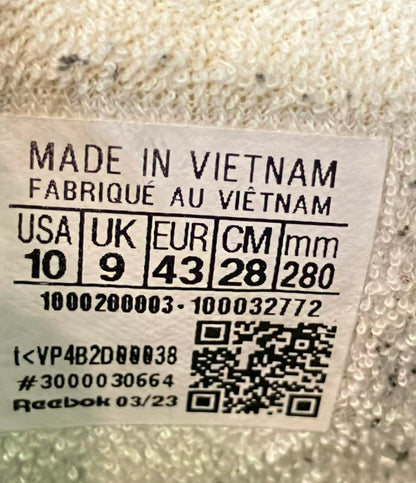 MADE IN VIETNAM
FABRIQUÉ AU VIÊTNAM
USA UK EUR CM mm
10 9 43 28 280
1000200003-100032772
#3000030664
Reebok 03/23